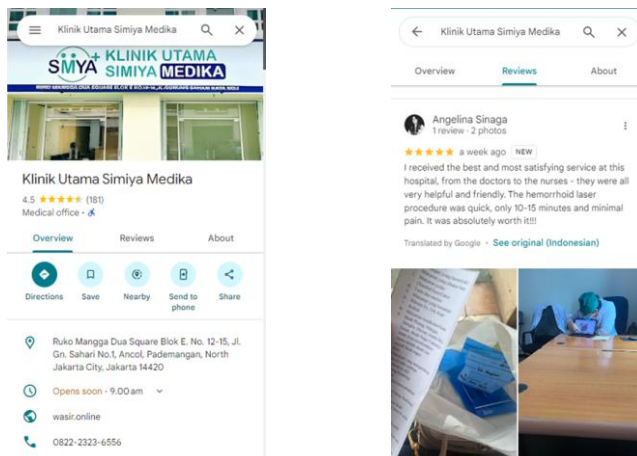 Klinik Utama Simiya Medika
SMYA KLINIK UTAMA
SIMIYA MEDIKA
Klinik Utama Simiya Medika
4.5 (181)
Medical office ·
Overview Reviews About
Directions Save Nearby Send to phone Share
Ruko Mangga Dua Square Blok E. No. 12-15, Jl.
Gn. Sahari No.1, Ancol, Pademangan, North
Jakarta City, Jakarta 14420
Opens soon · 9.00 am
wasir.online
0822-2323-6556
Klinik Utama Simiya Medika
Overview Reviews About
Angelina Sinaga
1 review · 2 photos
a week ago NEW
I received the best and most satisfying service at this
hospital, from the doctors to the nurses - they were all
very helpful and friendly. The hemorrhoid laser
procedure was quick, only 10-15 minutes and minimal
pain. It was absolutely worth it!!!
Translated by Google · See original (Indonesian)